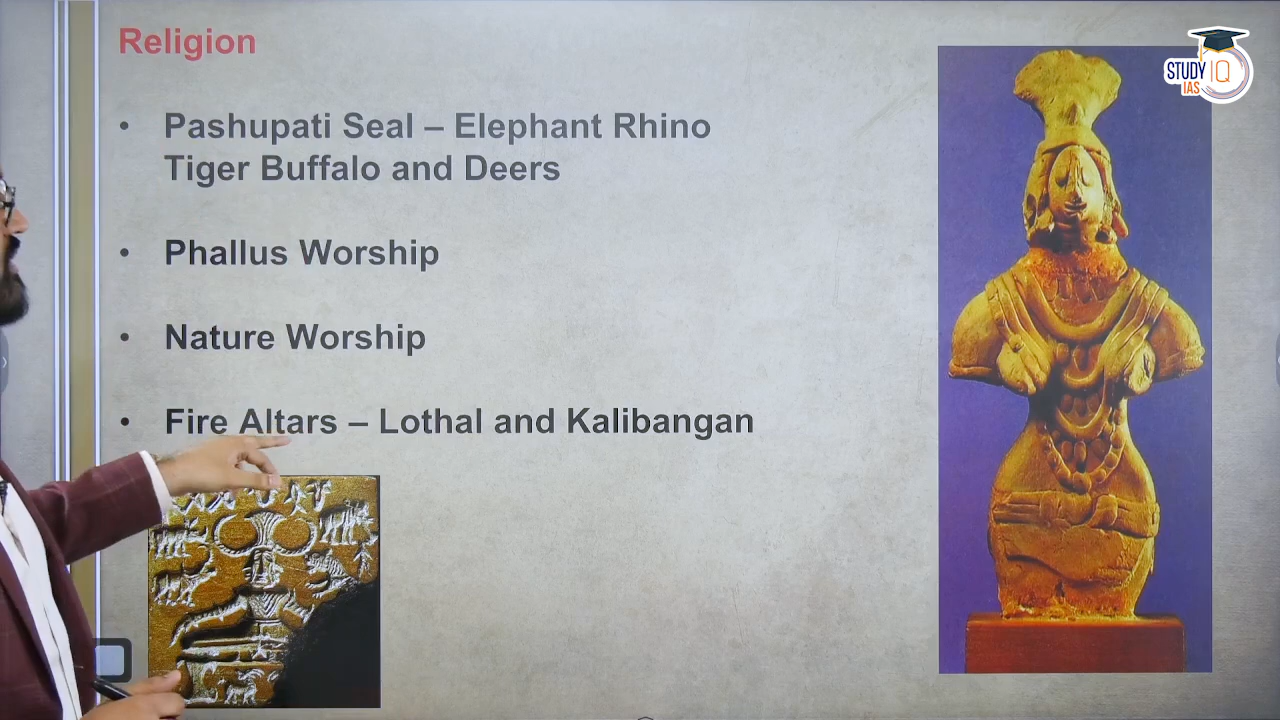 Religion
• Pashupati Seal – Elephant Rhino
Tiger Buffalo and Deers
• Phallus Worship
• Nature Worship
• Fire Altars – Lothal and Kalibangan
STUDY IQ
IAS